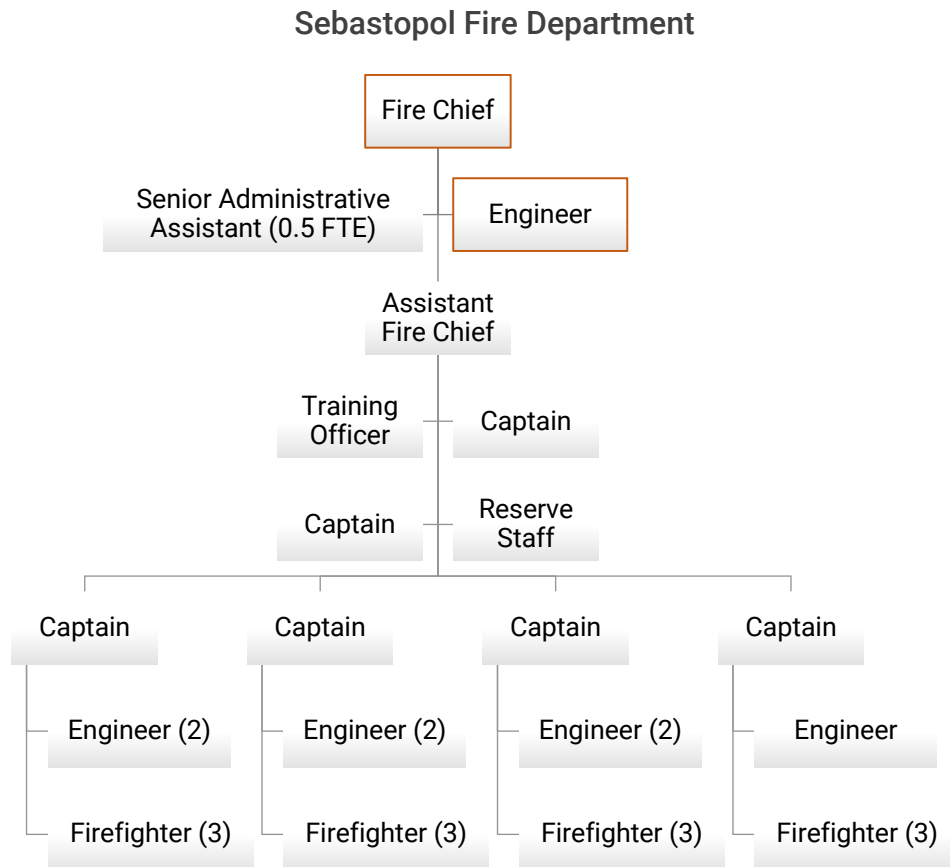 Sebastopol Fire Department
Fire Chief
Senior Administrative
Assistant (0.5 FTE)
Engineer
Assistant
Fire Chief
Training
Officer
Captain
Captain
Reserve
Staff
Captain
Captain
Captain
Captain
Engineer (2)
Engineer (2)
Engineer (2)
Engineer
Firefighter (3)
Firefighter (3)
Firefighter (3)
Firefighter (3)